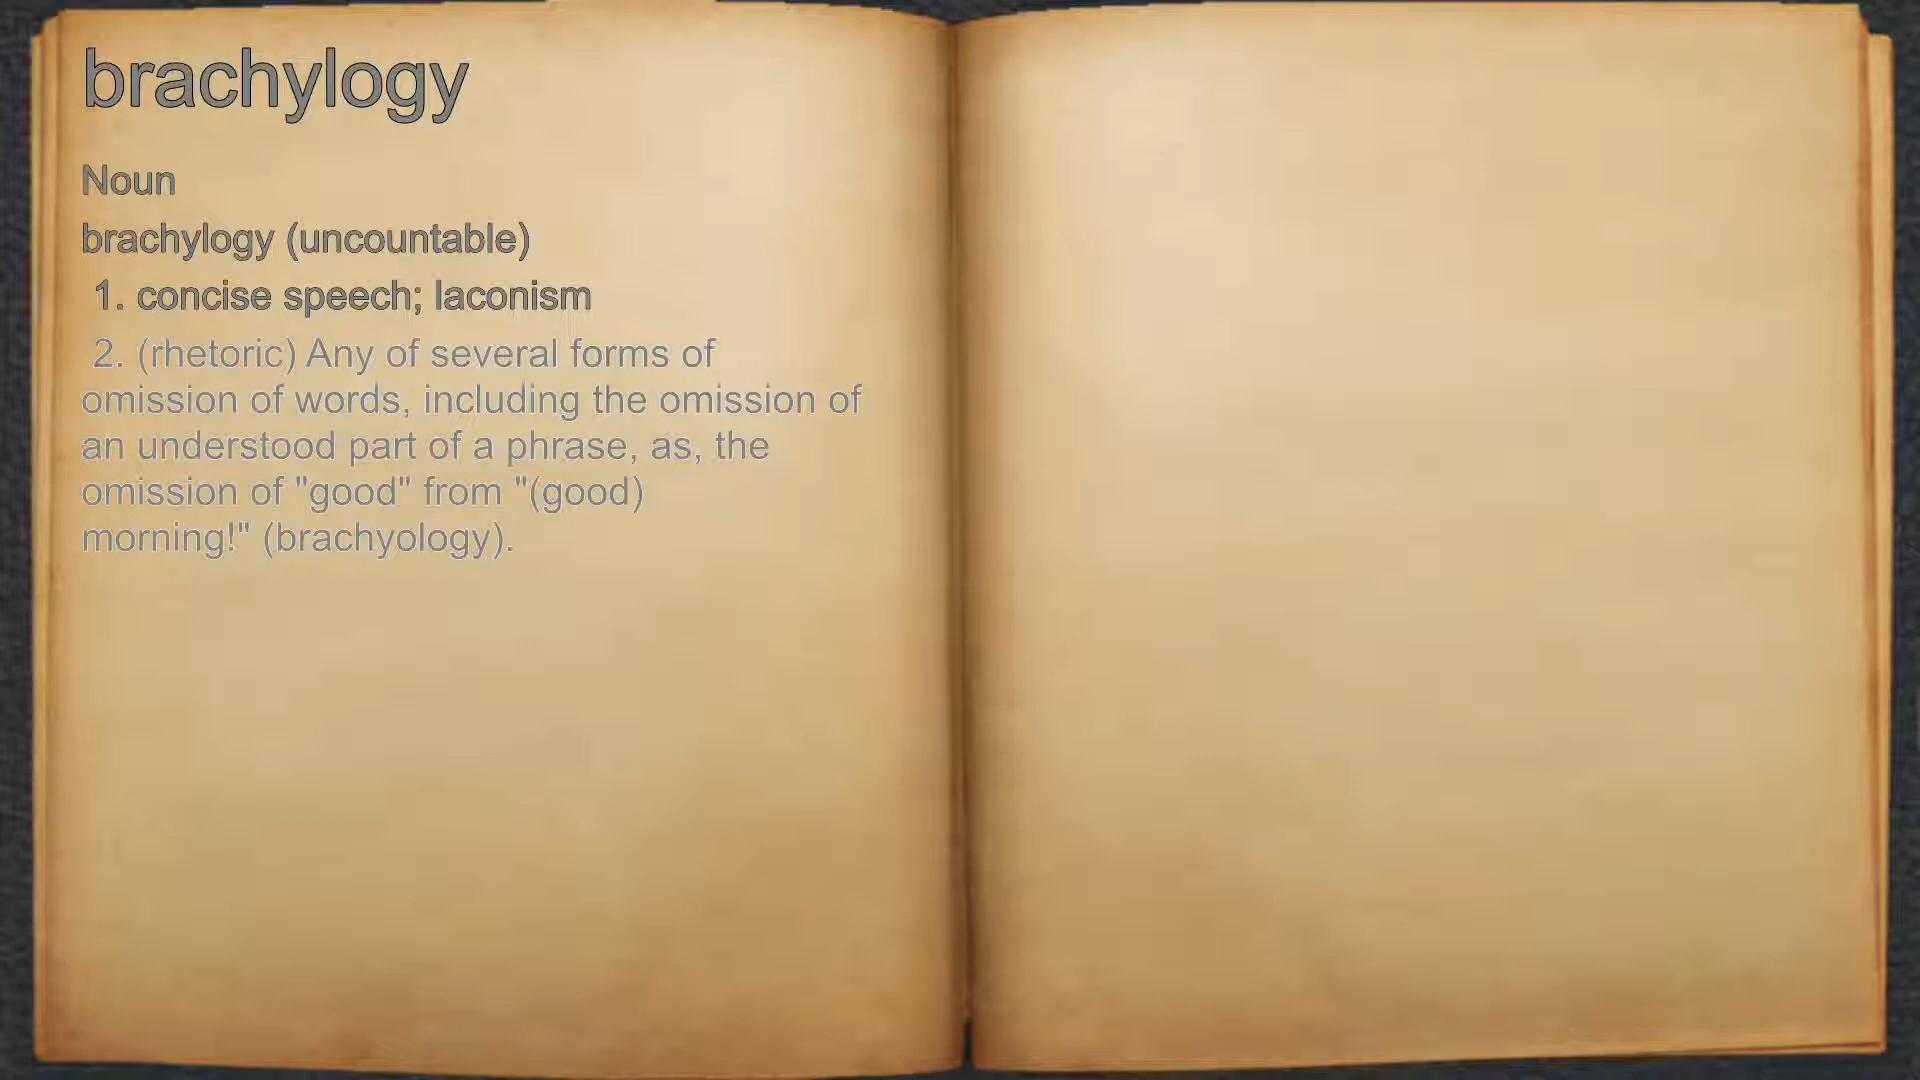 brachylogy
Noun
brachylogy (uncountable)
1. concise speech; laconism
2. (rhetoric) Any of several forms of
omission of words, including the omission of
an understood part of a phrase, as, the
omission of "good" from "(good)
morning!" (brachyology).